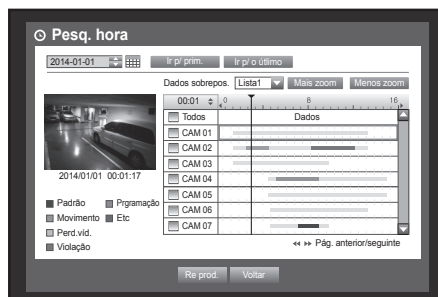 Pesq. hora
2014-01-01 Ir p/ prim. Ir p/ o útlimo
Dados sobrepos. Lista1 Mais zoom Menos zoom
00:01 0 8 16
Todos Dados
CAM 01
CAM 02
CAM 03
CAM 04
CAM 05
CAM 06
CAM 07
2014/01/01 00:01:17
Padrão Prgramação
Movimento Etc
Perd.víd.
Violação
Pág. anterior/seguinte
Re prod. Voltar